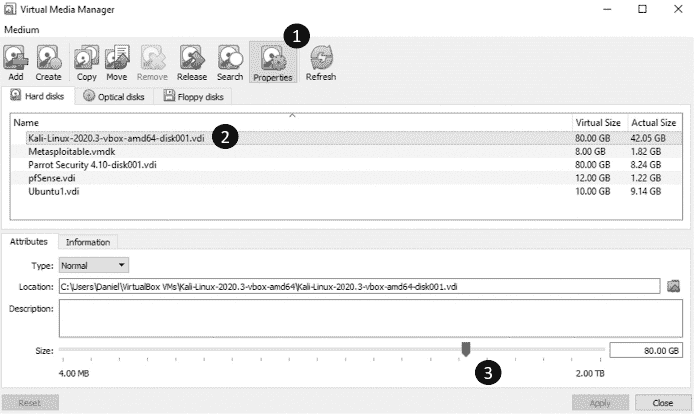 Virtual Media Manager
Medium
1
Add Create Copy Move Remove Release Search Properties Refresh
Hard disks Optical disks Floppy disks
Name Virtual Size Actual Size
Kali-Linux-2020.3-vbox-amd64-disk001.vdi 2 80.00 GB 42.05 GB
Metasploitable.vmdk 8.00 GB 1.82 GB
Parrot Security 4.10-disk001.vdi 80.00 GB 8.24 GB
pfSense.vdi 12.00 GB 1.22 GB
Ubuntu1.vdi 10.00 GB 9.14 GB
Attributes Information
Type: Normal
Location: C:\Users\Daniel\VirtualBox VMs\Kali-Linux-2020.3-vbox-amd64\Kali-Linux-2020.3-vbox-amd64-disk001.vdi
Description:
Size: 80.00 GB
4.00 MB 3 2.00 TB
Reset Apply Close